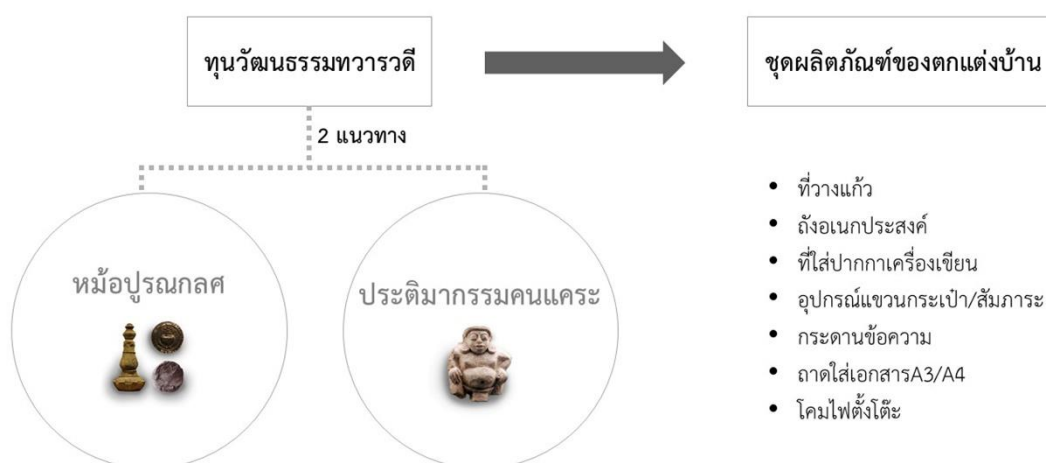 ทุนวัฒนธรรมทวารวดี
ชุดผลิตภัณฑ์ของตกแต่งบ้าน
2 แนวทาง
หม้อปูรณกลศ
ประติมากรรมคนแคระ
• ที่วางแก้ว
• ถังอเนกประสงค์
• ที่ใส่ปากกาเครื่องเขียน
• อุปกรณ์แขวนกระเป๋า/สัมภาระ
• กระดานข้อความ
• ถาดใส่เอกสารA3/A4
• โคมไฟตั้งโต๊ะ